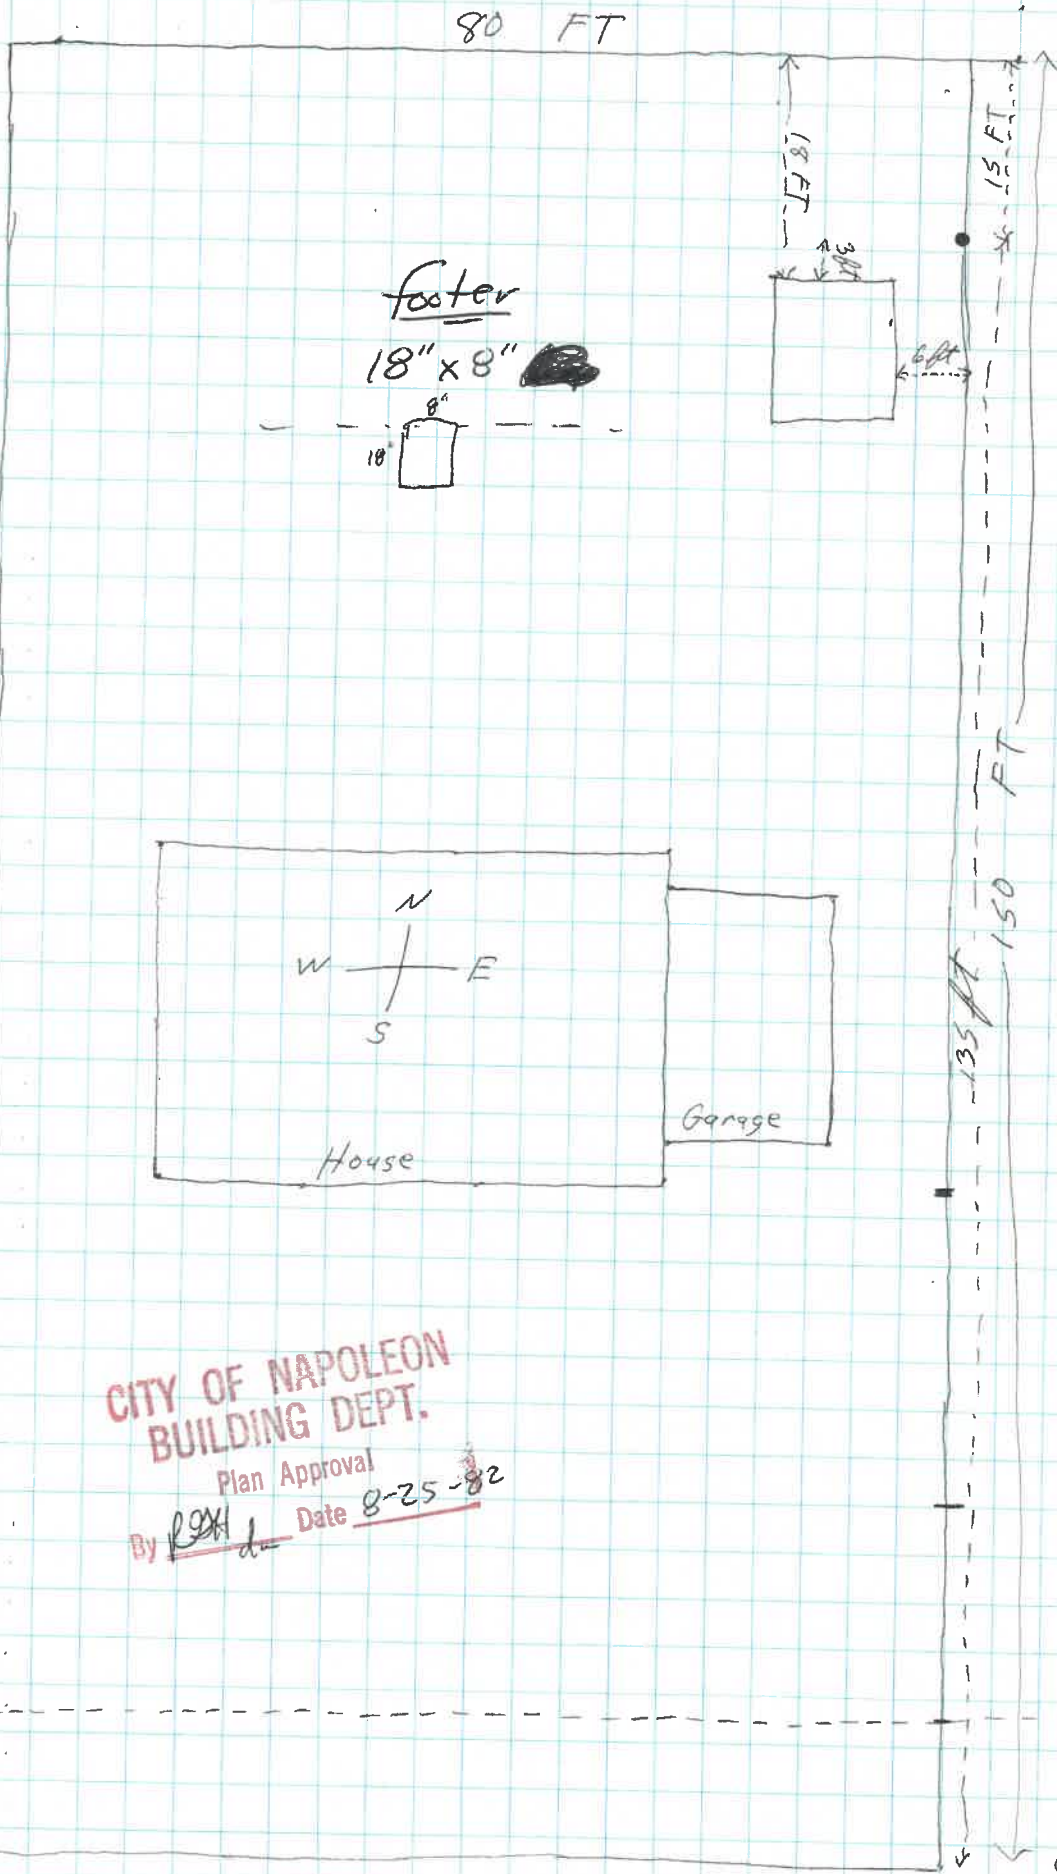 80 FT
15 FT
18 FT
3 ft
footer
18" x 8"
6 ft
8"
18"
150 FT
135 ft
N
W E
S
Garage
House
CITY OF NAPOLEON
BUILDING DEPT.
Plan Approval
By Date 8-25-82